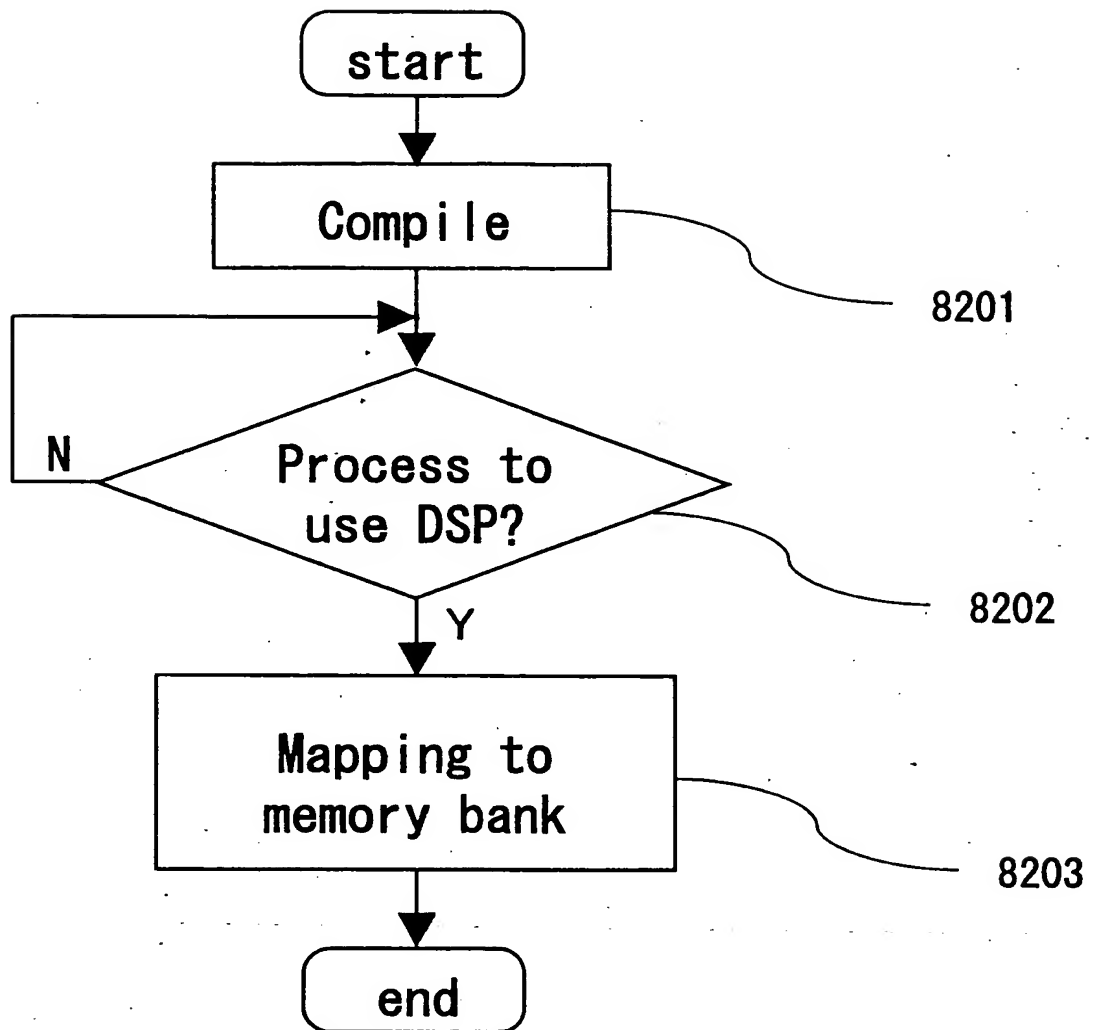 start
Compile
8201
N
Process to
use DSP?
8202
Y
Mapping to
memory bank
8203
end